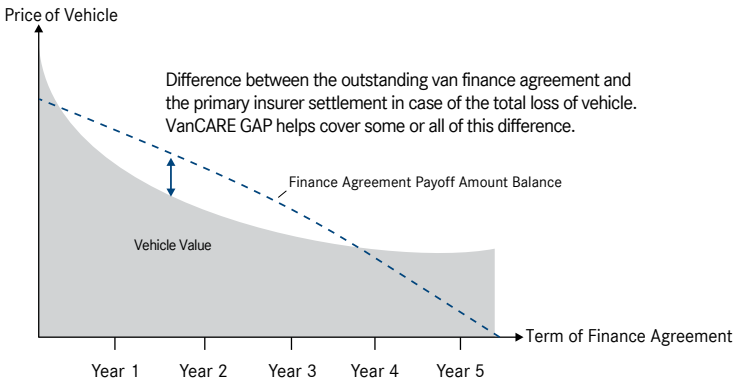 Price of Vehicle
Difference between the outstanding van finance agreement and
the primary insurer settlement in case of the total loss of vehicle.
VanCARE GAP helps cover some or all of this difference.
Finance Agreement Payoff Amount Balance
Vehicle Value
Term of Finance Agreement
Year 1 Year 2 Year 3 Year 4 Year 5